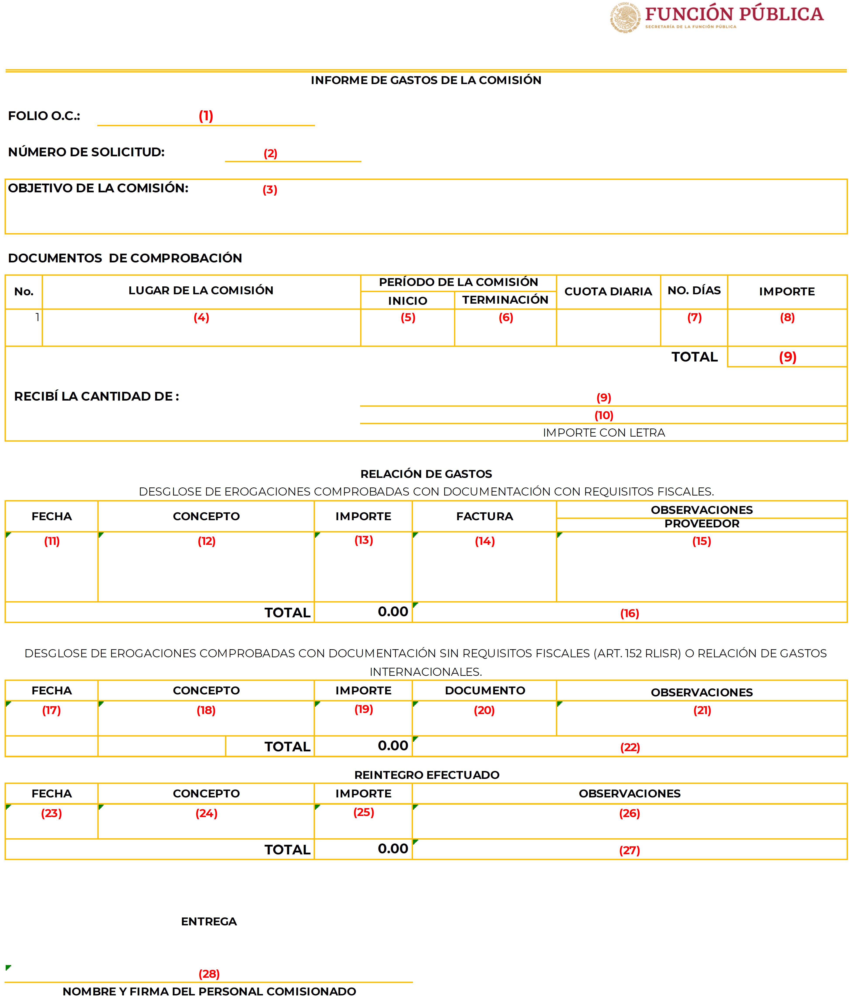 FUNCIÓN PÚBLICA
SECRETARÍA DE LA FUNCIÓN PÚBLICA
INFORME DE GASTOS DE LA COMISIÓN
FOLIO O.C.: (1)
NÚMERO DE SOLICITUD: (2)
OBJETIVO DE LA COMISIÓN: (3)
DOCUMENTOS DE COMPROBACIÓN
No. LUGAR DE LA COMISIÓN PERÍODO DE LA COMISIÓN CUOTA DIARIA NO. DÍAS IMPORTE
INICIO TERMINACIÓN
1 (4) (5) (6) (7) (8)
TOTAL (9)
RECIBÍ LA CANTIDAD DE : (9)
(10)
IMPORTE CON LETRA
RELACIÓN DE GASTOS
DESGLOSE DE EROGACIONES COMPROBADAS CON DOCUMENTACIÓN CON REQUISITOS FISCALES.
FECHA CONCEPTO IMPORTE FACTURA OBSERVACIONES
PROVEEDOR
(11) (12) (13) (14) (15)
TOTAL 0.00 (16)
DESGLOSE DE EROGACIONES COMPROBADAS CON DOCUMENTACIÓN SIN REQUISITOS FISCALES (ART. 152 RLISR) O RELACIÓN DE GASTOS
INTERNACIONALES.
FECHA CONCEPTO IMPORTE DOCUMENTO OBSERVACIONES
(17) (18) (19) (20) (21)
TOTAL 0.00 (22)
REINTEGRO EFECTUADO
FECHA CONCEPTO IMPORTE OBSERVACIONES
(23) (24) (25) (26)
TOTAL 0.00 (27)
ENTREGA
(28)
NOMBRE Y FIRMA DEL PERSONAL COMISIONADO